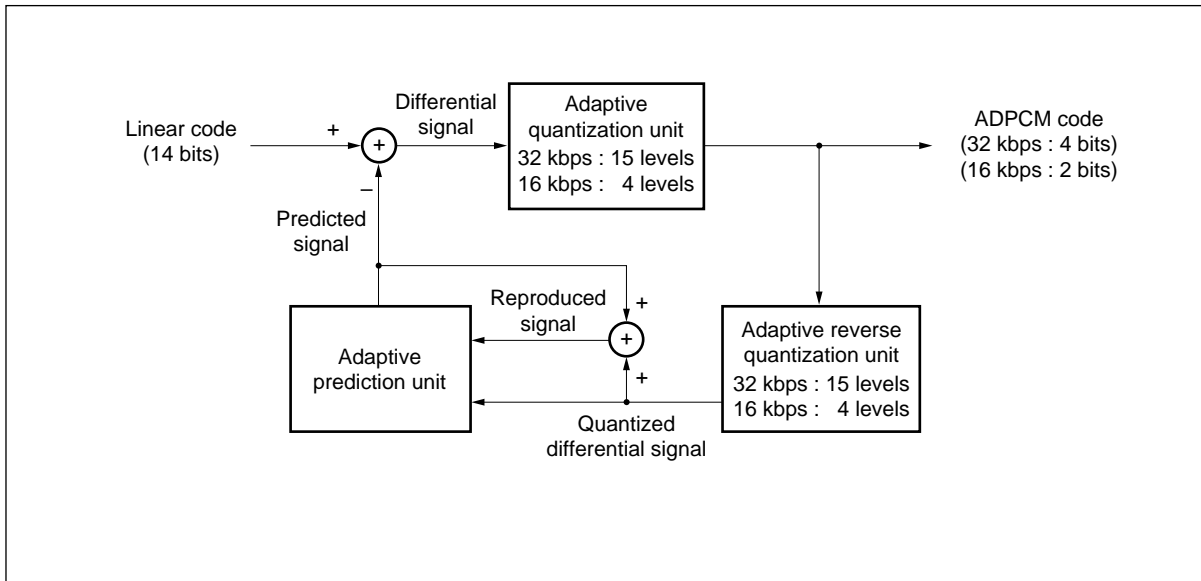 Linear code
(14 bits)
+
+
–
Differential
signal
Adaptive
quantization unit
32 kbps : 15 levels
16 kbps : 4 levels
ADPCM code
(32 kbps : 4 bits)
(16 kbps : 2 bits)
Predicted
signal
Adaptive
prediction unit
Reproduced
signal
+
+
+
Quantized
differential signal
Adaptive reverse
quantization unit
32 kbps : 15 levels
16 kbps : 4 levels